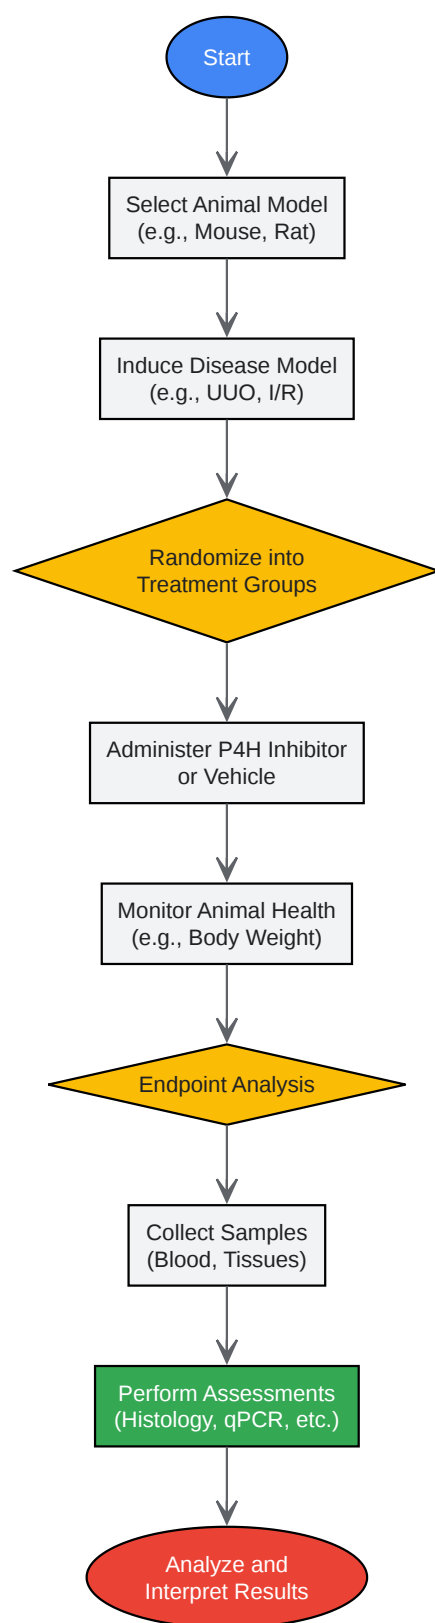 Start
Select Animal Model
(e.g., Mouse, Rat)
Induce Disease Model
(e.g., UUO, I/R)
Randomize into
Treatment Groups
Administer P4H Inhibitor
or Vehicle
Monitor Animal Health
(e.g., Body Weight)
Endpoint Analysis
Collect Samples
(Blood, Tissues)
Perform Assessments
(Histology, qPCR, etc.)
Analyze and
Interpret Results